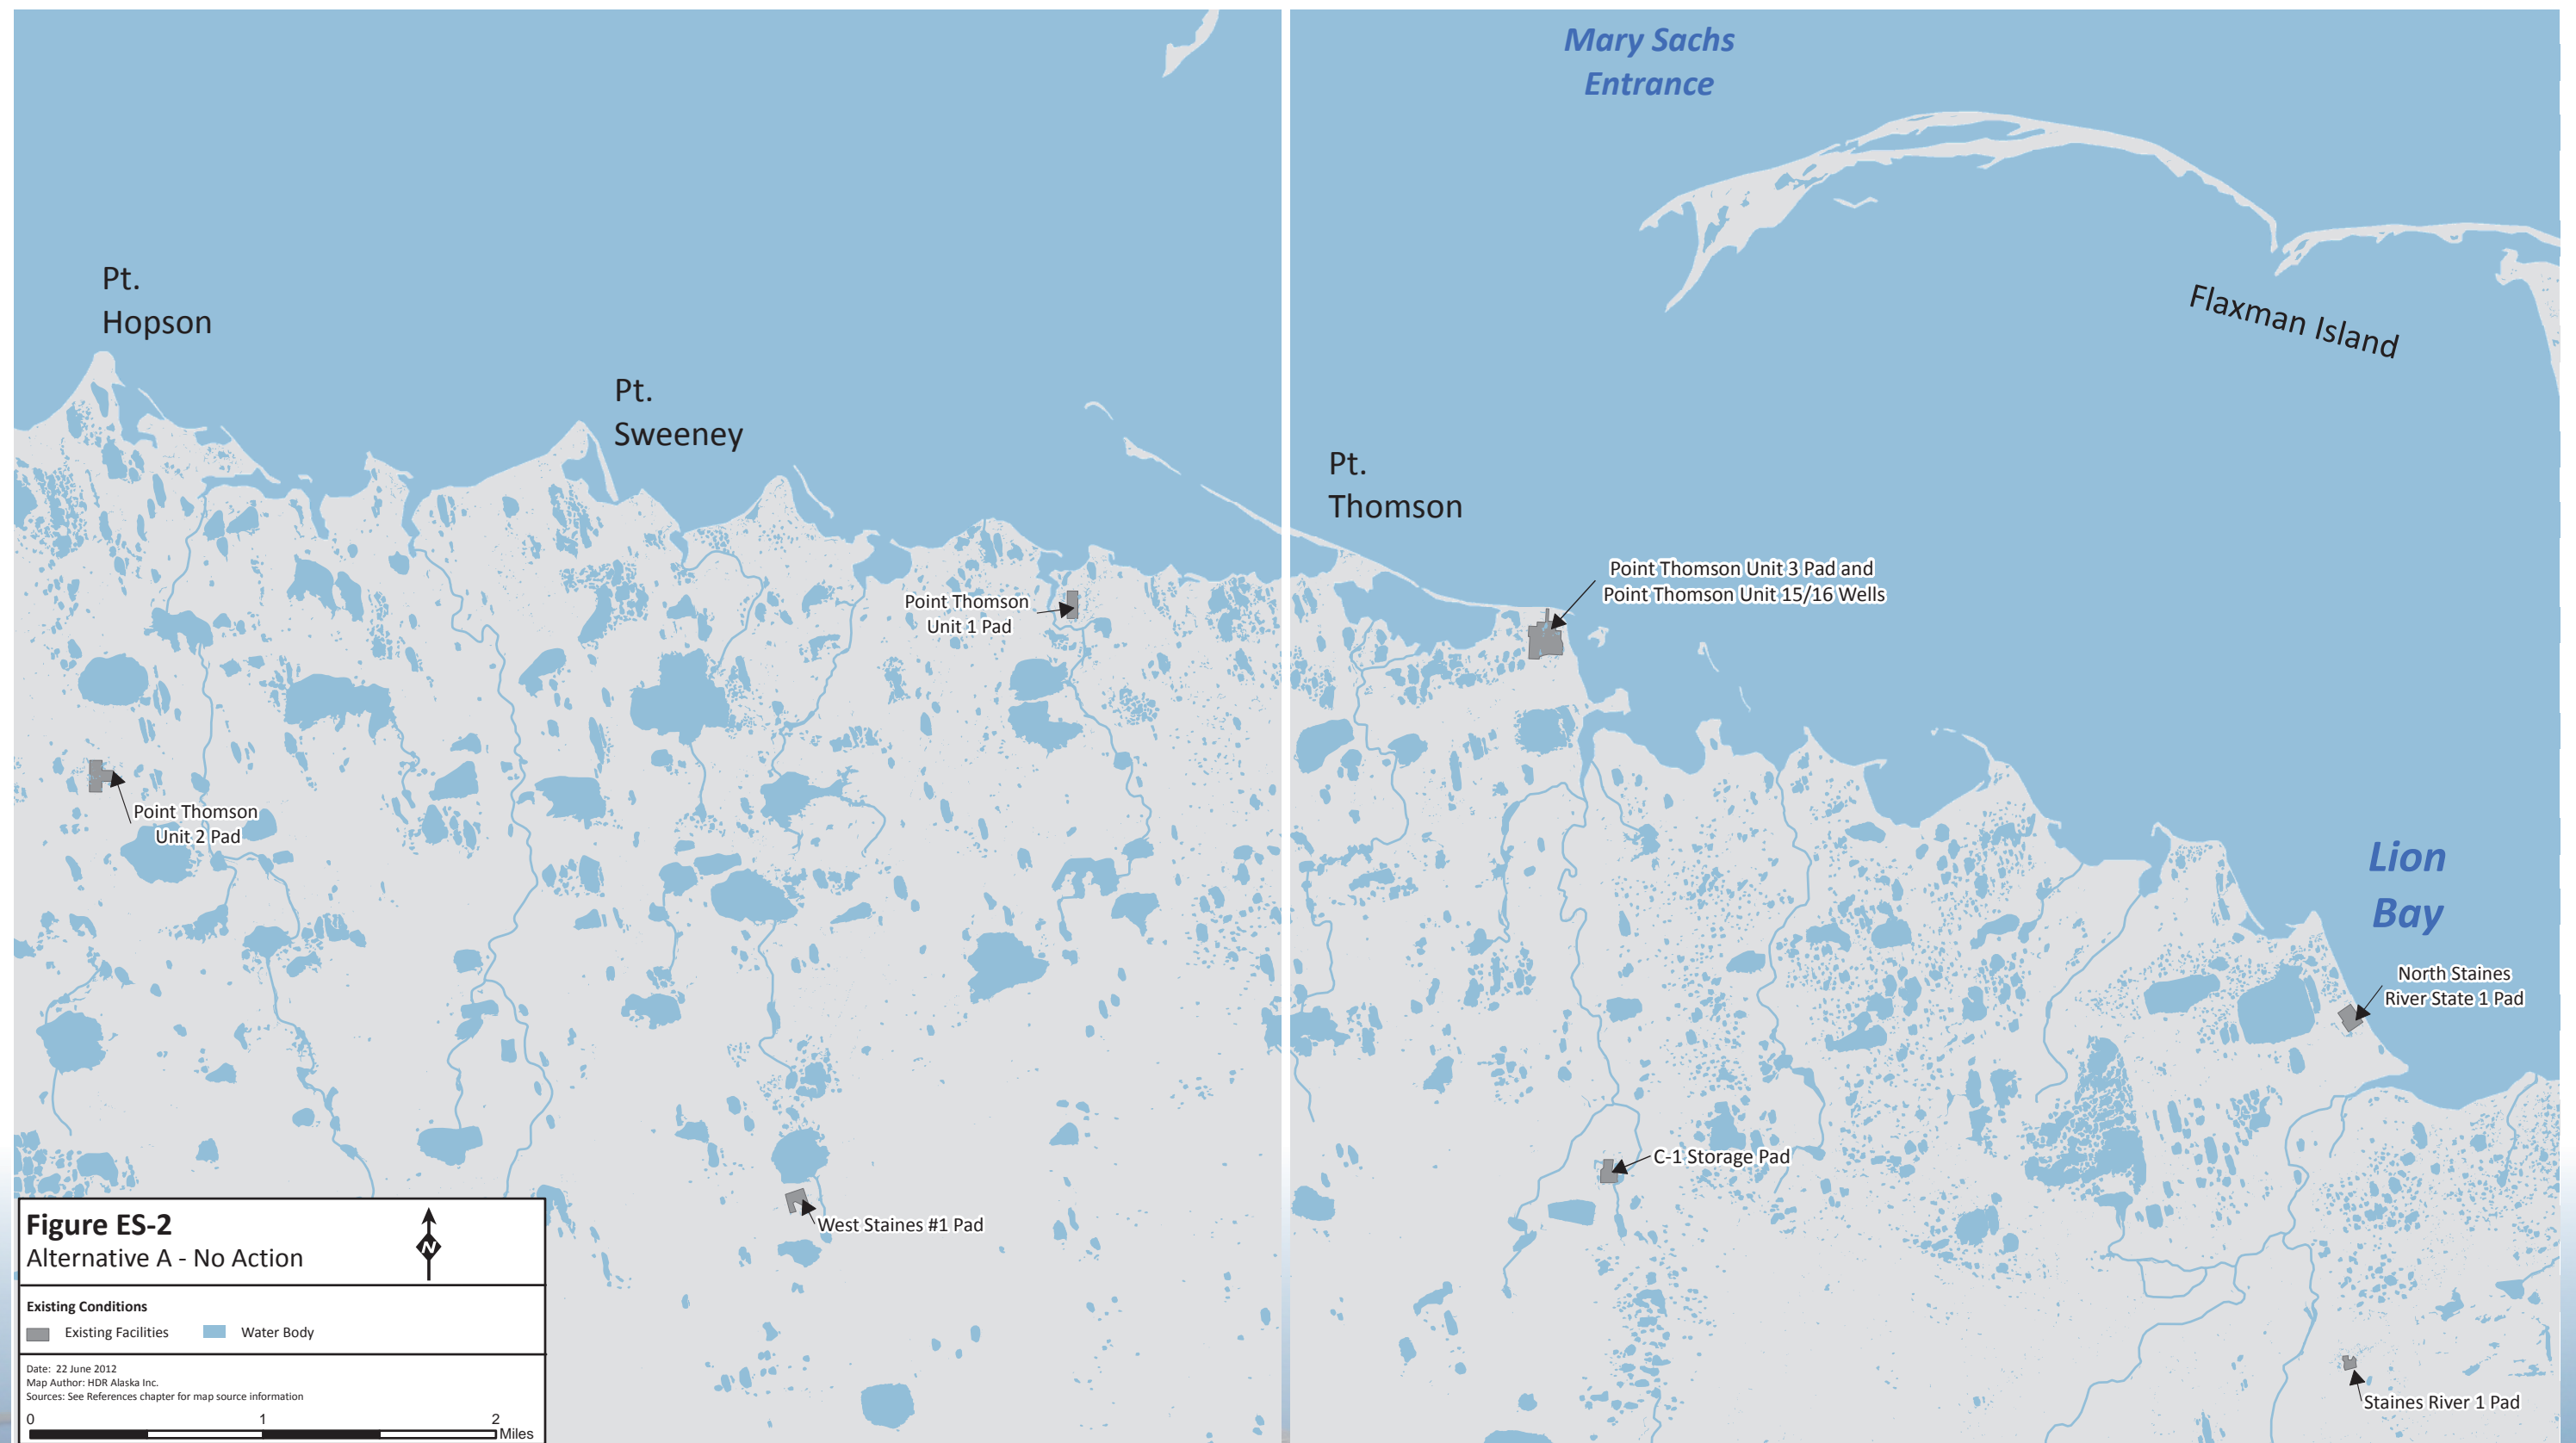 Mary Sachs
Entrance
Pt.
Hopson
Flaxman Island
Pt.
Sweeney
Pt.
Thomson
Point Thomson Unit 3 Pad and
Point Thomson Unit 15/16 Wells
Point Thomson
Unit 1 Pad
Point Thomson
Unit 2 Pad
Lion
Bay
North Staines
River State 1 Pad
C-1 Storage Pad
West Staines #1 Pad
Staines River 1 Pad
Figure ES-2
Alternative A - No Action
N
Existing Conditions
Existing Facilities
Water Body
Date: 22 June 2012
Map Author: HDR Alaska Inc.
Sources: See References chapter for map source information
0 1 2
Miles